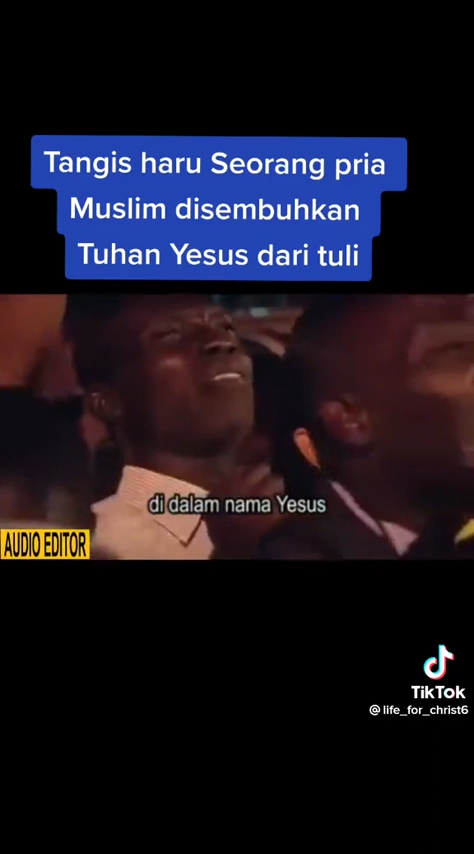 Tangis haru Seorang pria
Muslim disembuhkan
Tuhan Yesus dari tuli
di dalam nama Yesus
AUDIO EDITOR
TikTok
@life_for_christ6